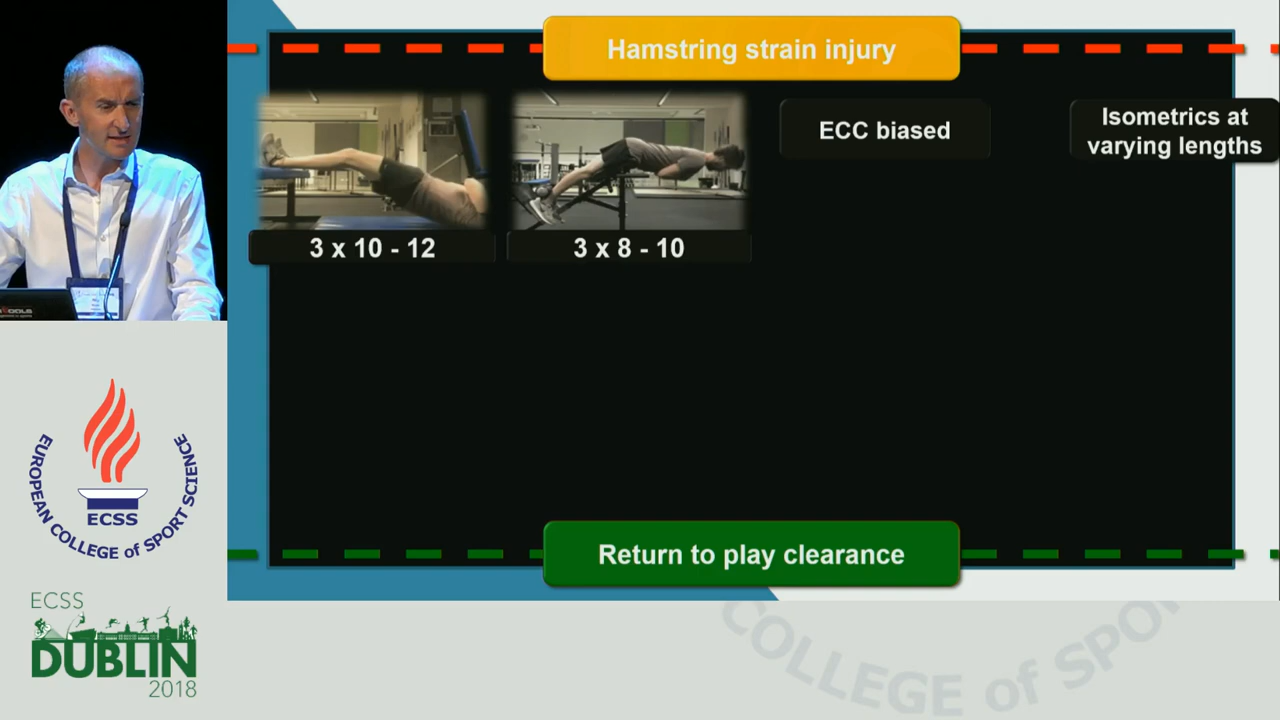 Hamstring strain injury
ECC biased
Isometrics at
varying lengths
3 x 10 - 12
3 x 8 - 10
Return to play clearance
EUROPEAN COLLEGE of SPORT SCIENCE
ECSS
ECSS
DUBLIN
2018
COLLEGE of SPOR